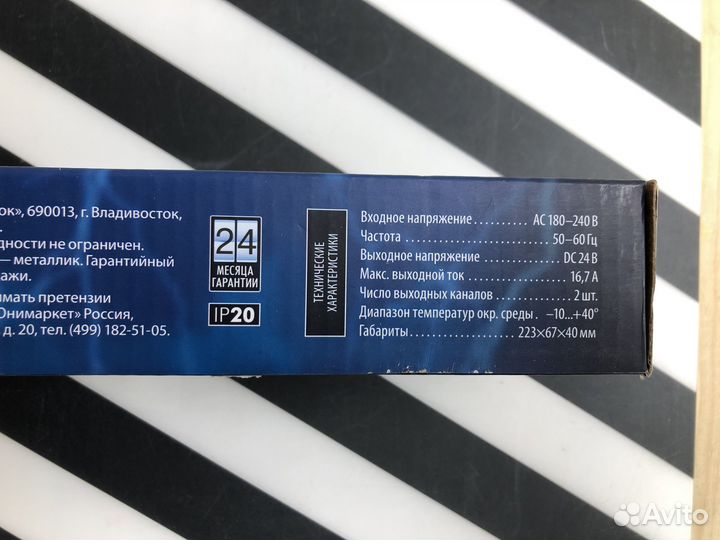 ок», 690013, г. Владивосток,
дности не ограничен.
— металлик. Гарантийный
ажи.
имать претензии
Онимаркет» Россия,
д. 20, тел. (499) 182-51-05.
24
МЕСЯЦА
ГАРАНТИИ
IP20
ТЕХНИЧЕСКИЕ
ХАРАКТЕРИСТИКИ
Входное напряжение.......... AC 180–240 В
Частота.......................... 50–60 Гц
Выходное напряжение............. DC 24 В
Макс. выходной ток................ 16,7 А
Число выходных каналов............ 2 шт.
Диапазон температур окр. среды. –10...+40°
Габариты.................. 223×67×40 мм
Avito